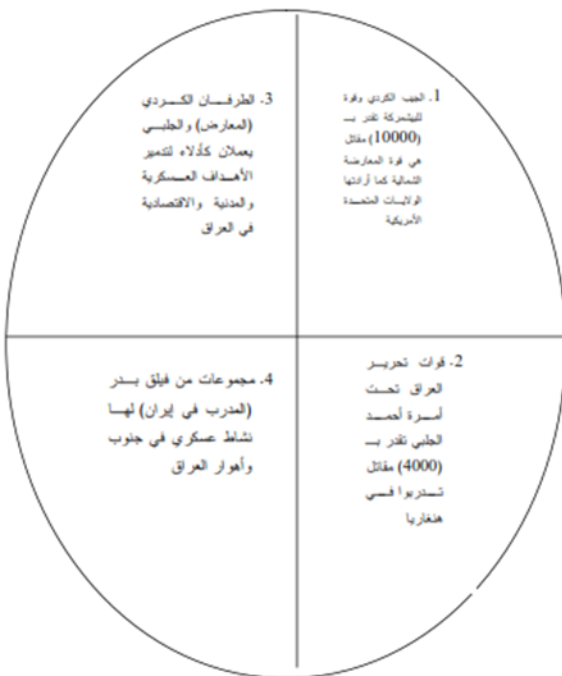 1. الجيب الكردي وقوة
للبيشمركة تقدر بـ
(10000) مقاتل
هي قوة المعارضة
الشمالية كما أرادتها
الولايات المتحدة
الأمريكية
2. قوات تحرير
العراق تحت
أمرة أحمد
الجلبي تقدر بـ
(4000) مقاتل
تدربوا في
هنغاريا
3. الطرفان الكردي
(المعارض) والجلبي
يعملان كأدلاء لتدمير
الأهداف العسكرية
والمدنية والاقتصادية
في العراق
4. مجموعات من فيلق بدر
(المدرب في إيران) لها
نشاط عسكري في جنوب
وأهوار العراق